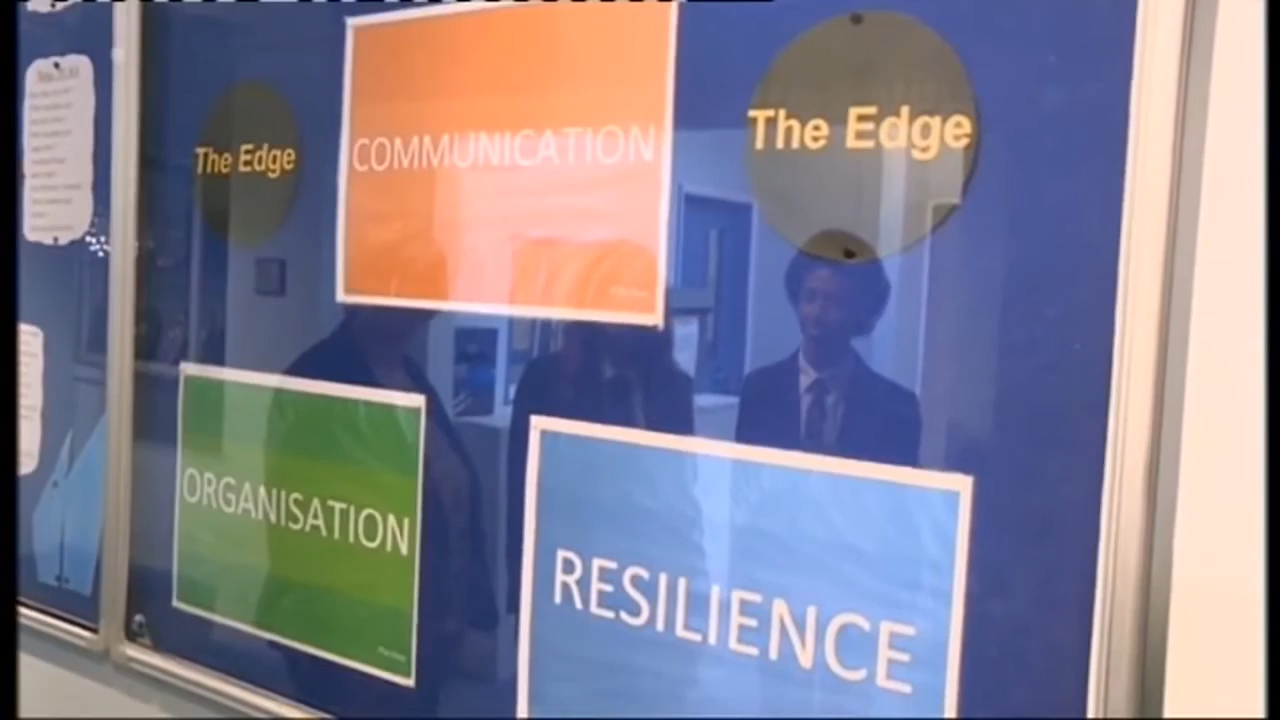 The Edge
COMMUNICATION
The Edge
ORGANISATION
RESILIENCE